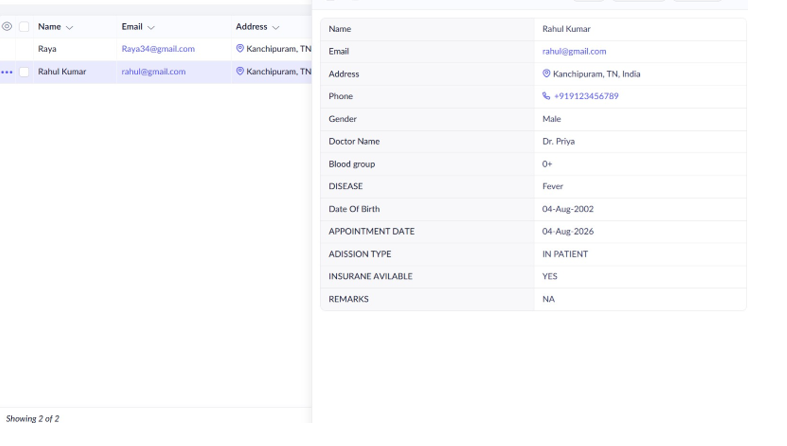 Name Email Address
Raya Raya34@gmail.com Kanchipuram, TN
Rahul Kumar rahul@gmail.com Kanchipuram, TN
Showing 2 of 2
Name Rahul Kumar
Email rahul@gmail.com
Address Kanchipuram, TN, India
Phone +919123456789
Gender Male
Doctor Name Dr. Priya
Blood group 0+
DISEASE Fever
Date Of Birth 04-Aug-2002
APPOINTMENT DATE 04-Aug-2026
ADISSION TYPE IN PATIENT
INSURANE AVILABLE YES
REMARKS NA